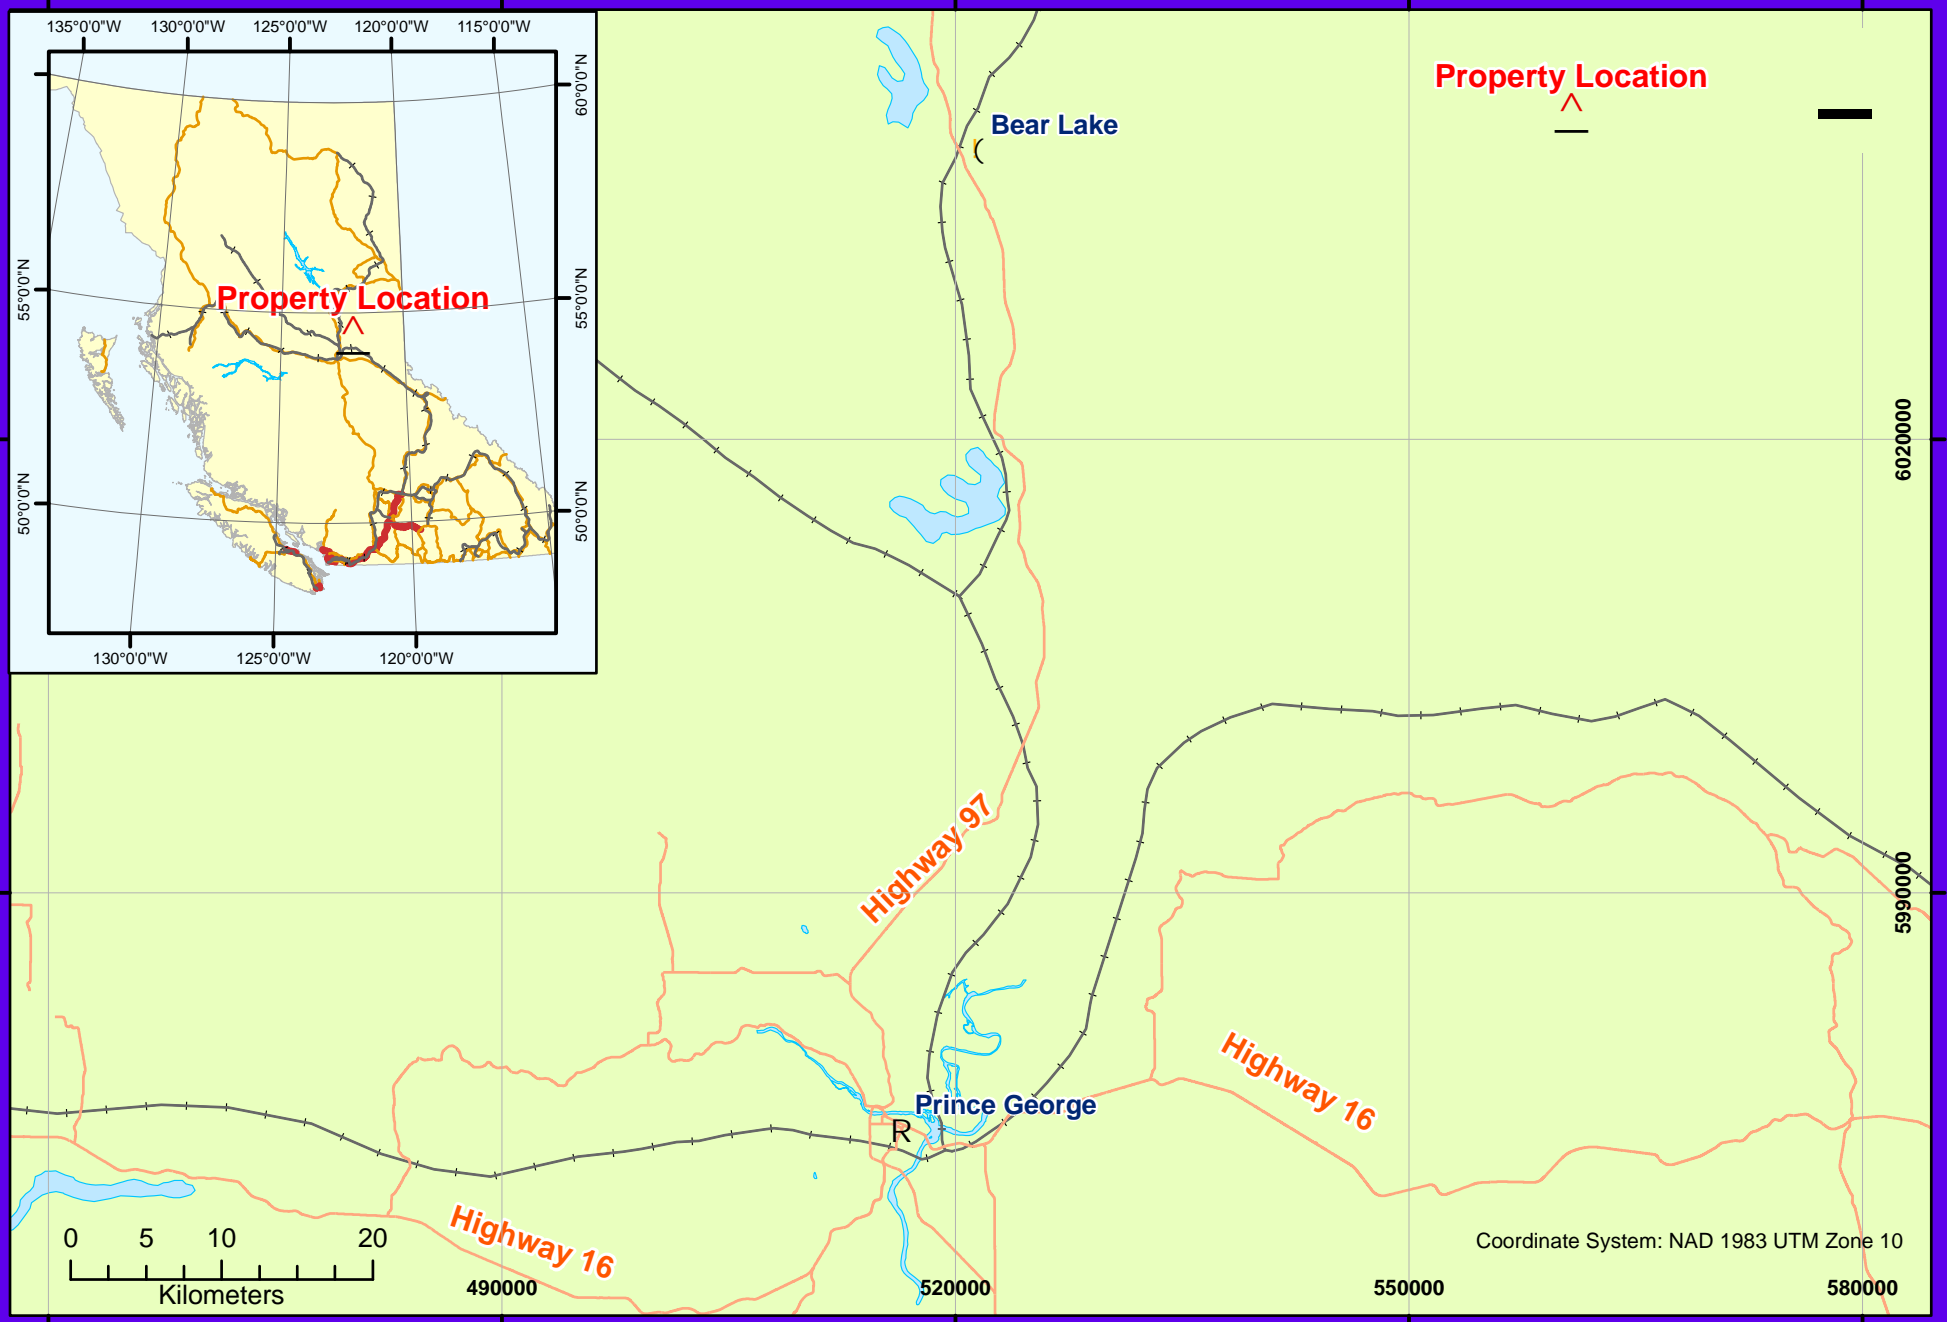 135°0'0"W 130°0'0"W 125°0'0"W 120°0'0"W 115°0'0"W
60°0'0"N
55°0'0"N
55°0'0"N
50°0'0"N
50°0'0"N
Property Location
130°0'0"W 125°0'0"W 120°0'0"W
Property Location
Bear Lake
6020000
Highway 97
5990000
Highway 16
Prince George
R
Highway 16
0 5 10 20
Kilometers
Coordinate System: NAD 1983 UTM Zone 10
490000 520000 550000 580000